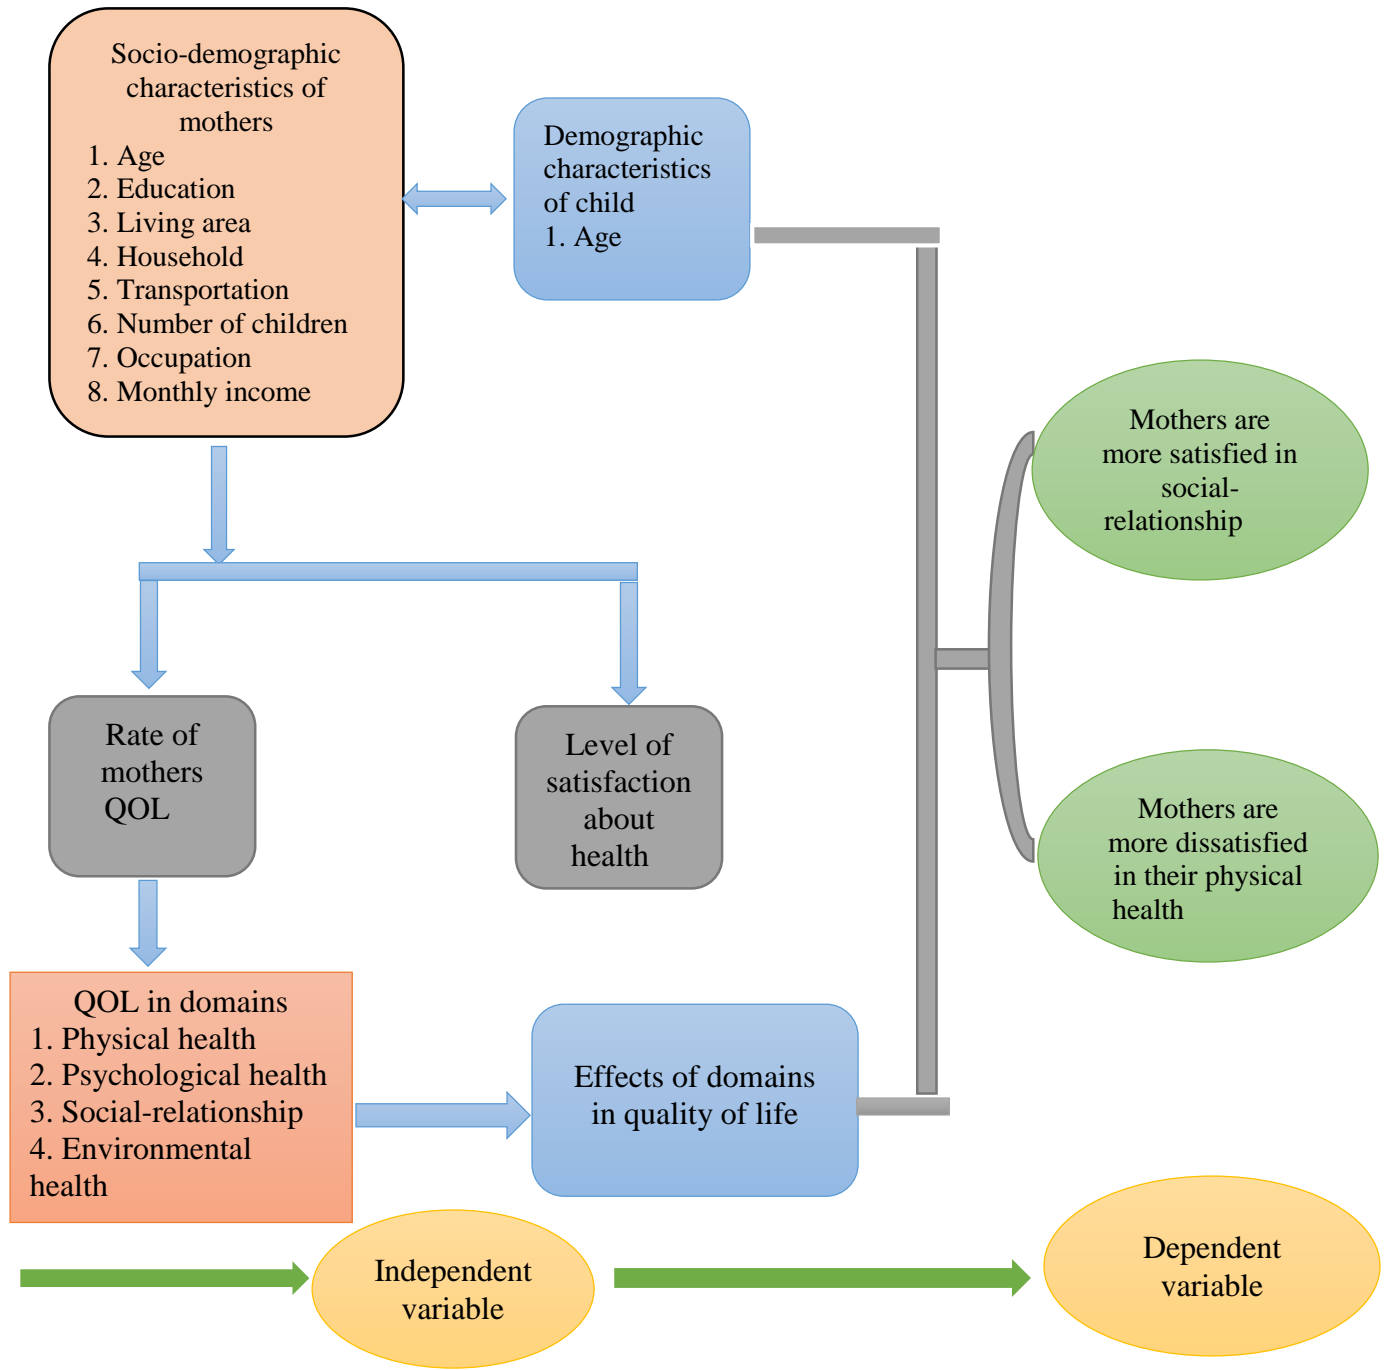 Socio-demographic
characteristics of
mothers
1. Age
2. Education
3. Living area
4. Household
5. Transportation
6. Number of children
7. Occupation
8. Monthly income
Demographic
characteristics
of child
1. Age
Mothers are
more satisfied in
social-
relationship
Rate of
mothers
QOL
Level of
satisfaction
about
health
Mothers are
more dissatisfied
in their physical
health
QOL in domains
1. Physical health
2. Psychological health
3. Social-relationship
4. Environmental
health
Effects of domains
in quality of life
Independent
variable
Dependent
variable